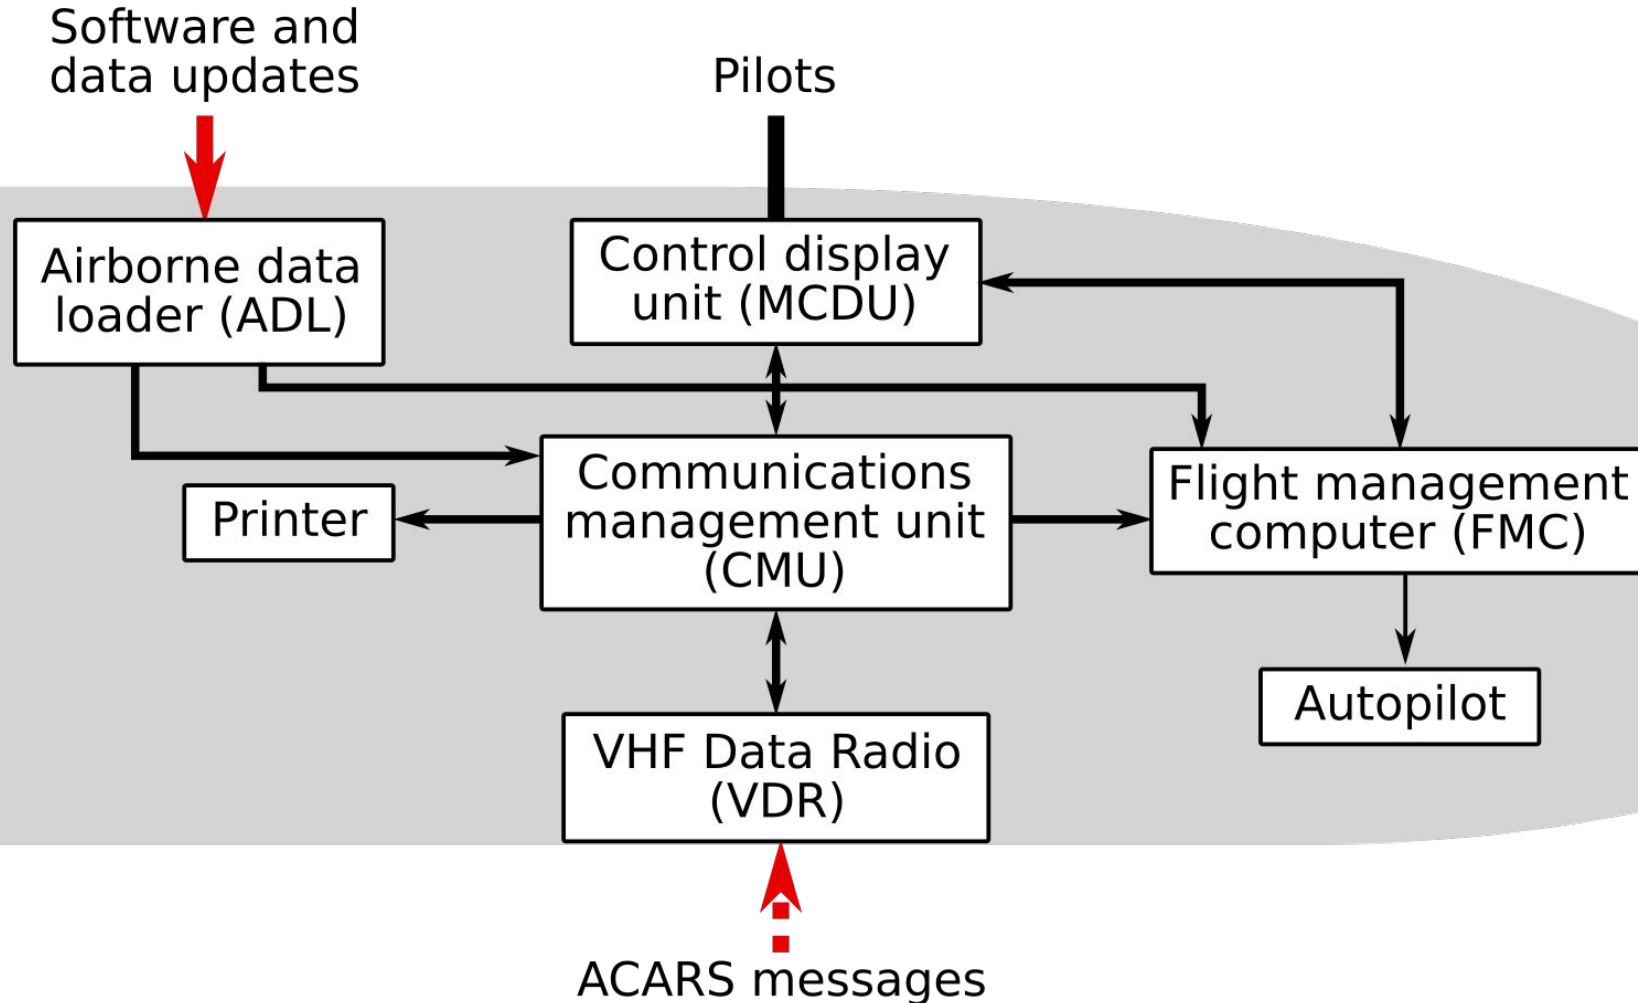 Software and
data updates
Pilots
Airborne data
loader (ADL)
Control display
unit (MCDU)
Communications
management unit
(CMU)
Printer
Flight management
computer (FMC)
Autopilot
VHF Data Radio
(VDR)
ACARS messages